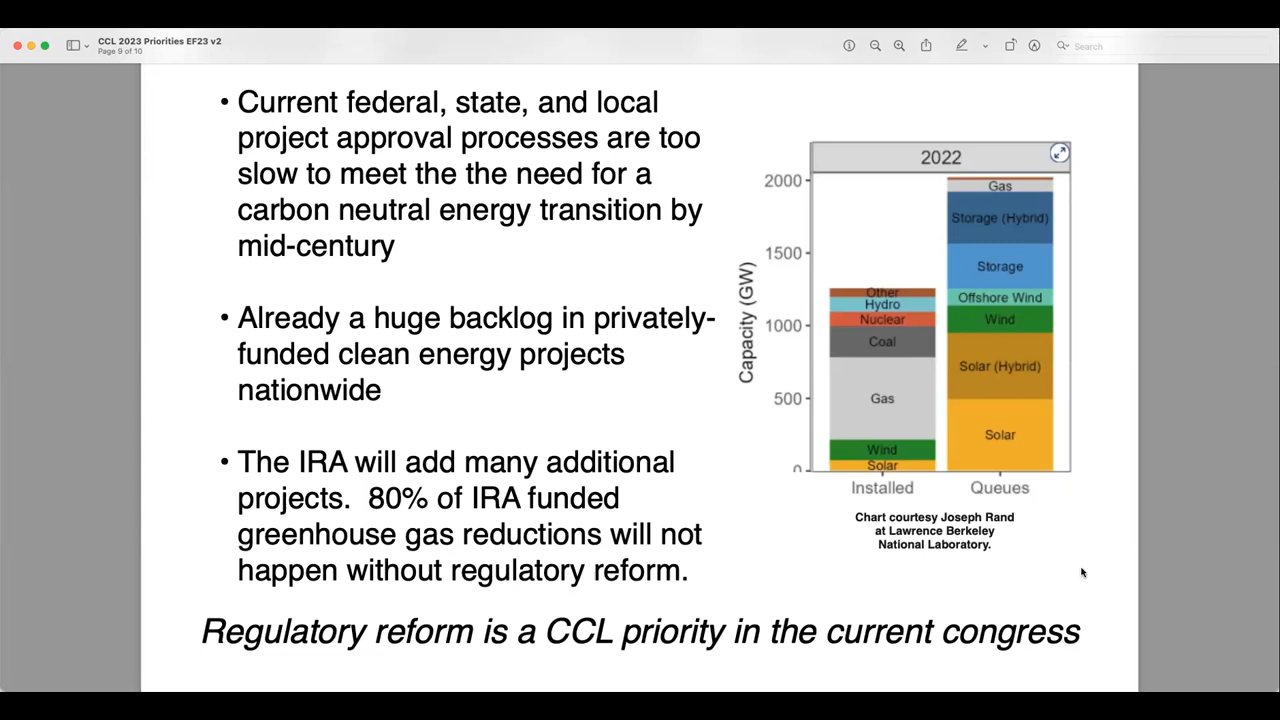 CCL 2023 Priorities EF23 v2
Page 9 of 10
Search
• Current federal, state, and local
project approval processes are too
slow to meet the the need for a
carbon neutral energy transition by
mid-century
• Already a huge backlog in privately-
funded clean energy projects
nationwide
• The IRA will add many additional
projects.  80% of IRA funded
greenhouse gas reductions will not
happen without regulatory reform.
2022
Capacity (GW)
2000
1500
1000
500
0
Other
Hydro
Nuclear
Coal
Gas
Wind
Solar
Gas
Storage (Hybrid)
Storage
Offshore Wind
Wind
Solar (Hybrid)
Solar
Installed
Queues
Chart courtesy Joseph Rand
at Lawrence Berkeley
National Laboratory.
Regulatory reform is a CCL priority in the current congress